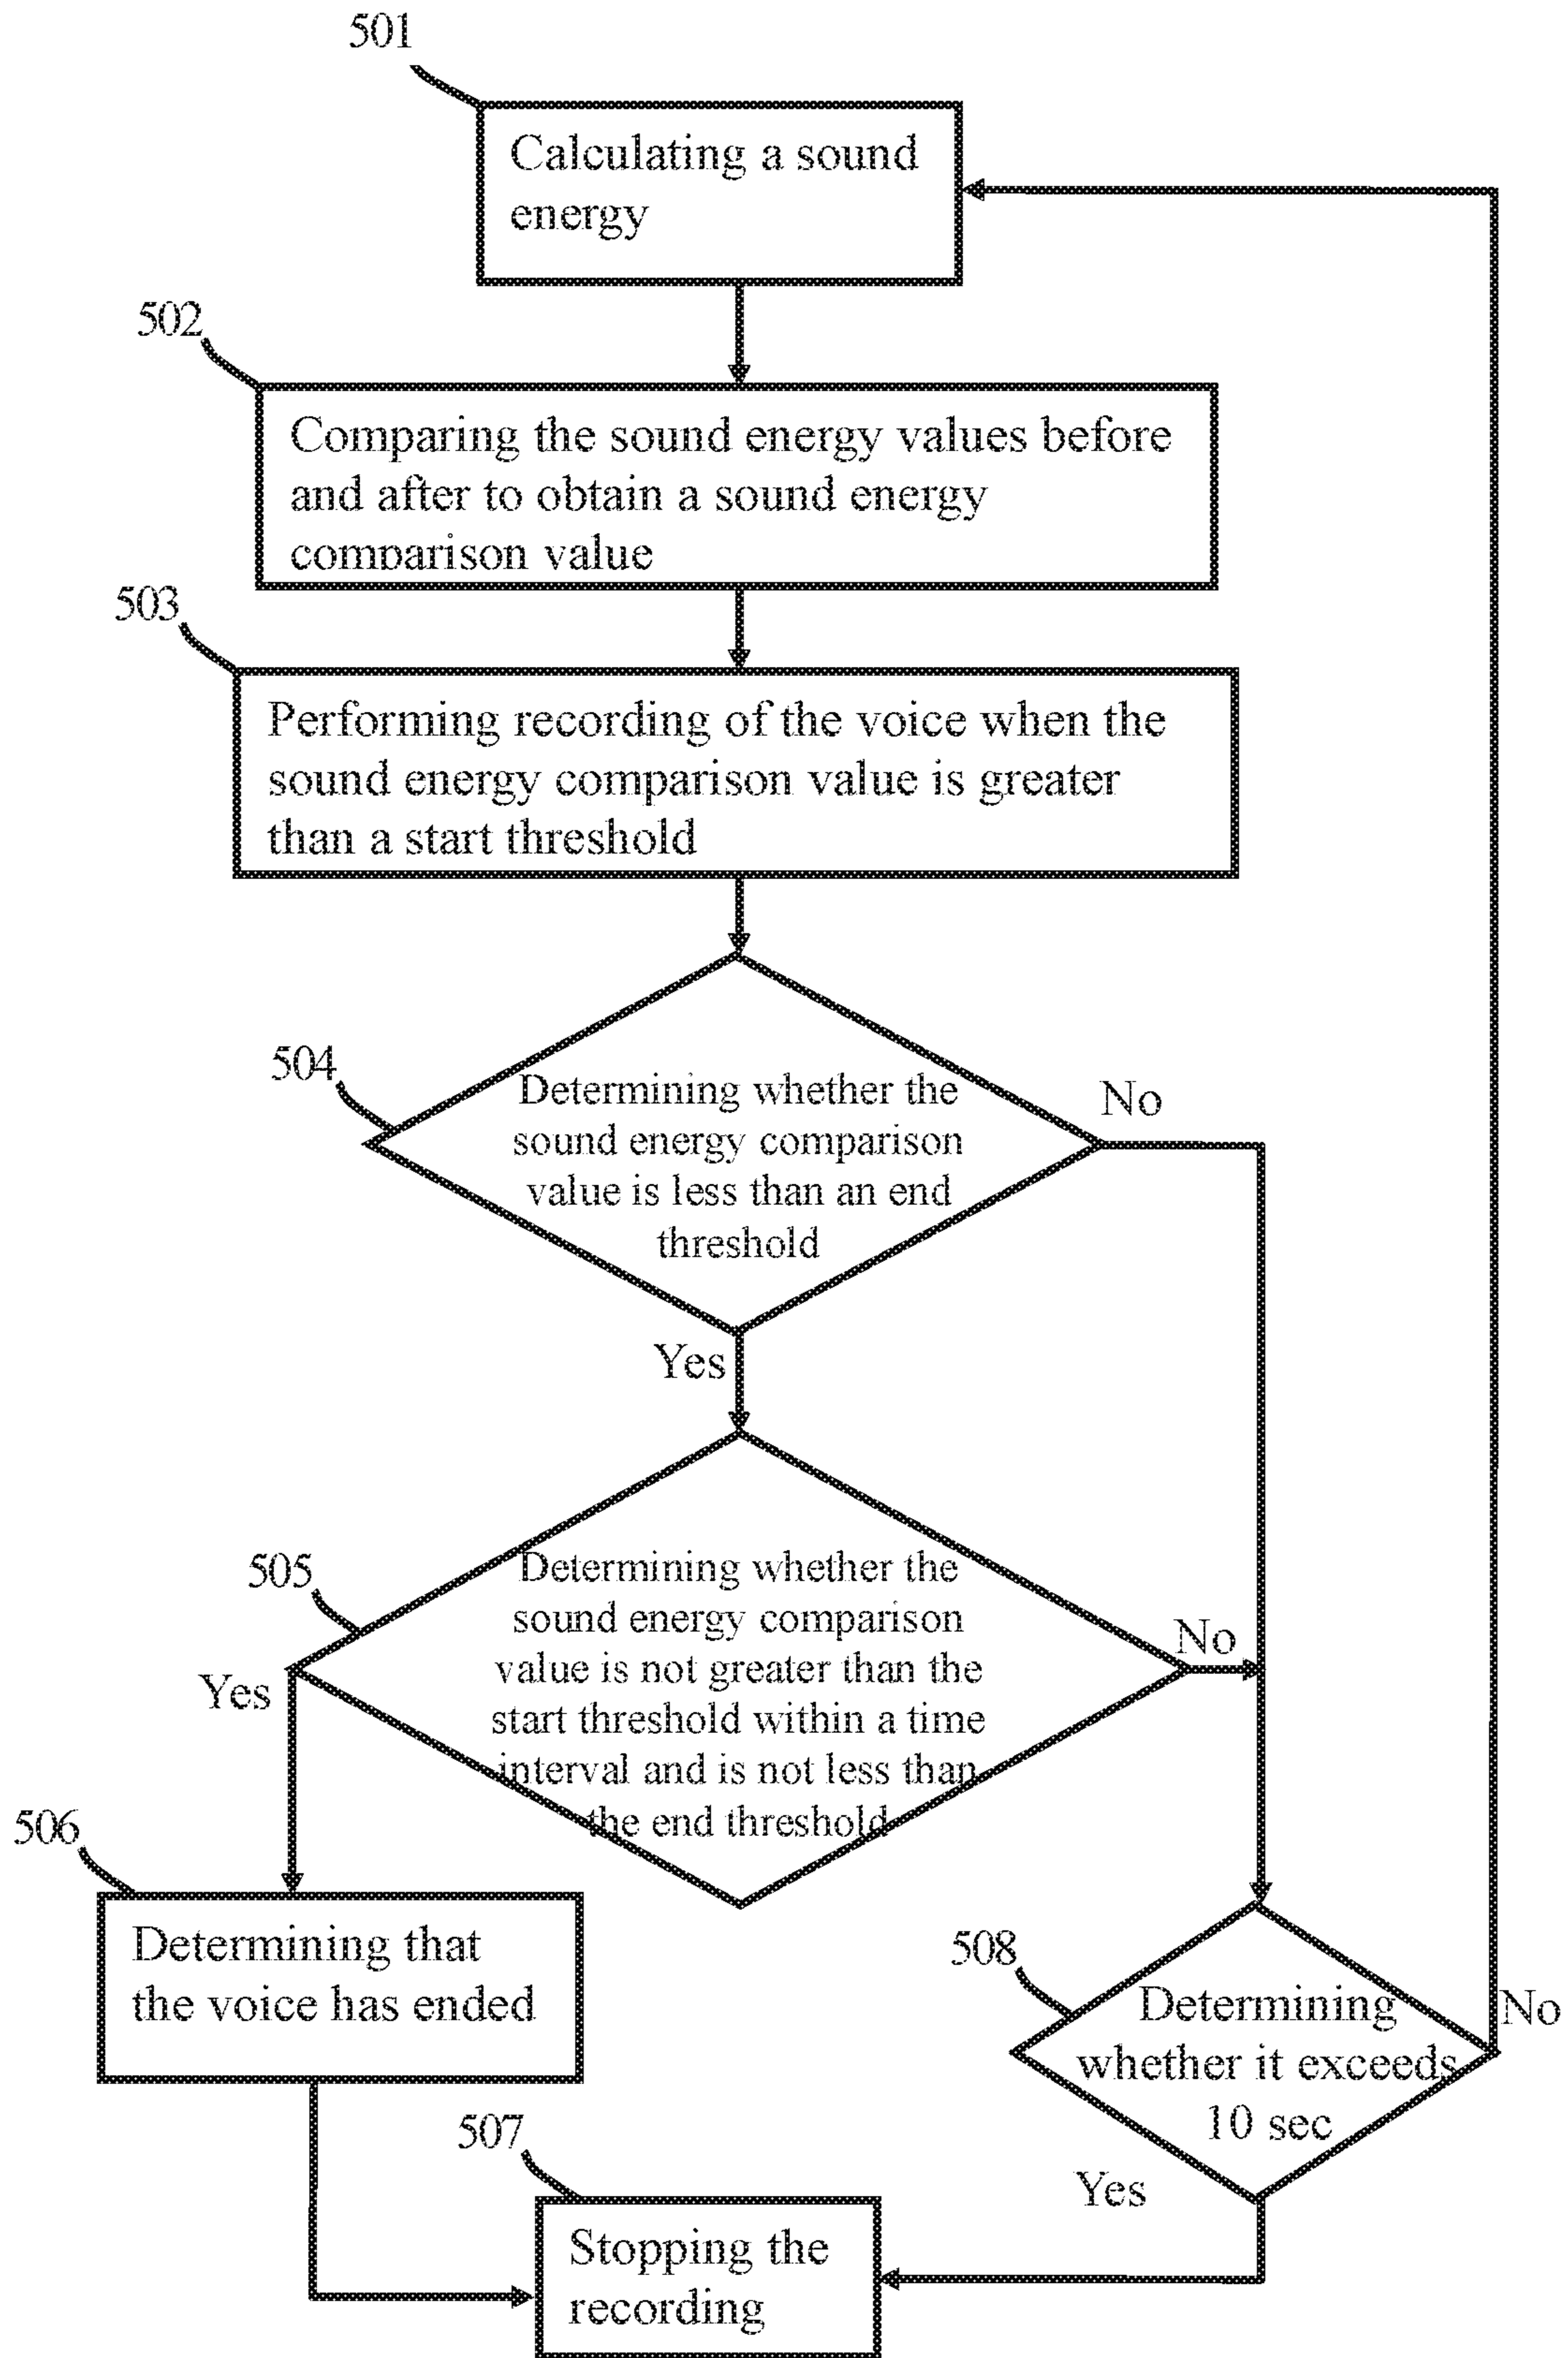 501
Calculating a sound
energy
502
Comparing the sound energy values before
and after to obtain a sound energy
comparison value
503
Performing recording of the voice when the
sound energy comparison value is greater
than a start threshold
504
Determining whether the
sound energy comparison
value is less than an end
threshold
No
Yes
505
Determining whether the
sound energy comparison
value is not greater than the
start threshold within a time
interval and is not less than
the end threshold
No
Yes
506
Determining that
the voice has ended
508
Determining
whether it exceeds
10 sec
No
Yes
507
Stopping the
recording